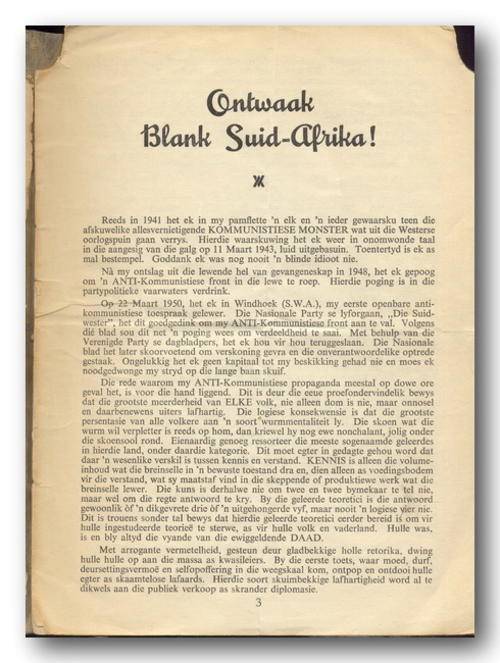 Ontwaak
Blank Suid-Afrika!
Reeds in 1941 het ek in my pamflette 'n elk en 'n ieder gewaarsku teen die
afskuwelike allesvernietigende KOMMUNISTIESE MONSTER wat uit die Westerse
oorlogspuin gaan verrys. Hierdie waarskuwing het ek weer in onomwonde taal
in die aangesig van die galg op 11 Maart 1943, luid uitgebasuin. Toentertyd is ek as
mal bestempel. Goddank ek was nog nooit 'n blinde idioot nie.
Nà my ontslag uit die lewende hel van gevangeneskap in 1948, het ek gepoog
om 'n ANTI-Kommunistiese front in die lewe te roep. Hierdie poging is in die
partypolitieke vaarwaters verdrink.
Op 22 Maart 1950, het ek in Windhoek (S.W.A.), my eerste openbare anti-
kommunistiese toespraak gelewer. Die Nasionale Party se lyforgaan, „Die Suid-
wester", het dit goedgedink om my ANTI-Kommunistiese front aan te val. Volgens
dié blad sou dit net 'n poging wees om verdeeldheid te saai. Met behulp van die
Verenigde Party se dagbladpers, het ek hou vir hou teruggeslaan. Die Nasionale
blad het later skoorvoetend om verskoning gevra en die onverantwoordelike optrede
gestaak. Ongelukkig het ek geen kapitaal tot my beskikking gehad nie en moes ek
noodgedwonge my stryd op die lange baan skuif.
Die rede waarom my ANTI-Kommunistiese propaganda meestal op dowe ore
geval het, is voor die hand liggend. Dit is deur die eeue proefondervindelik bewys
dat die grootste meerderheid van ELKE volk, nie alleen dom is nie, maar onnosel
en daarbenewens uiters lafhartig. Die logiese konsekwensie is dat die grootste
persentasie van alle volkere aan 'n soort wurmmentaliteit ly. Die skoen wat die
wurm wil verpletter is reeds op hom, dan kriewel hy nog ewe nonchalant, jolig onder
die skoensool rond. Eienaardig genoeg ressorteer die meeste sogenaamde geleerdes
in hierdie land, onder daardie kategorie. Dit moet egter in gedagte gehou word dat
daar 'n wesenlike verskil is tussen kennis en verstand. KENNIS is alleen die volume-
inhoud wat die breinselle in 'n bewuste toestand dra en, dien alleen as voedingsbodem
vir die verstand, wat sy maatstaf vind in die skeppende of produktiewe werk wat die
breinselle lewer. Die kuns is derhalwe nie om twee en twee bymekaar te tel nie,
maar wel om die regte antwoord te kry. By die geleerde teoretici is die antwoord
gewoonlik òf 'n dikgevrete drie òf 'n uitgehongerde vyf, maar nooit 'n logiese vier nie.
Dit is trouens sonder tal bewys dat hierdie geleerde teoretici eerder bereid is om vir
hulle ingestudeerde teorieë te sterwe, as vir hulle volk en vaderland. Hulle was,
is en bly altyd die vyande van die ewiggeldende DAAD.
Met arrogante vermetelheid, gesteun deur gladbekkige holle retorika, dwing
hulle hulle op aan die massa as kwasileiers. By die eerste toets, waar moed, durf,
deursettingsvermoë en selfopoffering in die weegskaal kom, ontpop en ontdooi hulle
egter as skaamtelose lafaards. Hierdie soort skuimbekkige lafhartigheid word al te
dikwels aan die publiek verkoop as skrander diplomasie.
3